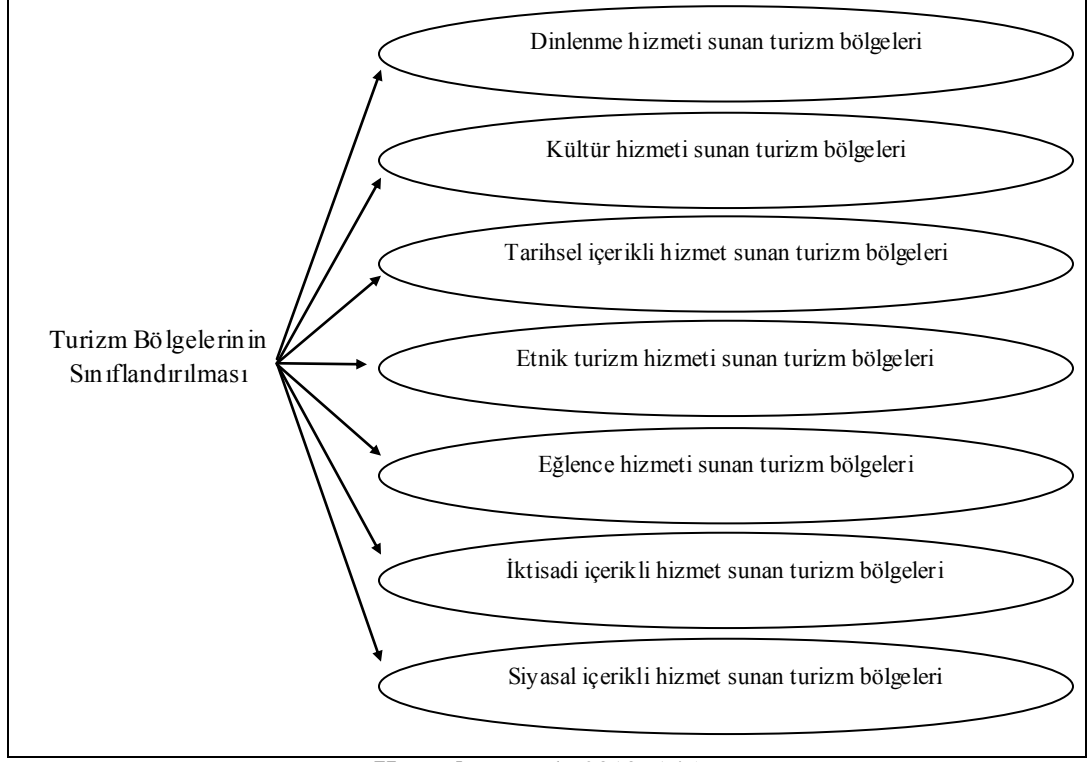 Dinlenme hizmeti sunan turizm bölgeleri
Kültür hizmeti sunan turizm bölgeleri
Tarihsel içerikli hizmet sunan turizm bölgeleri
Turizm Bölgelerinin
Sınıflandırılması
Etnik turizm hizmeti sunan turizm bölgeleri
Eğlence hizmeti sunan turizm bölgeleri
İktisadi içerikli hizmet sunan turizm bölgeleri
Siyasal içerikli hizmet sunan turizm bölgeleri